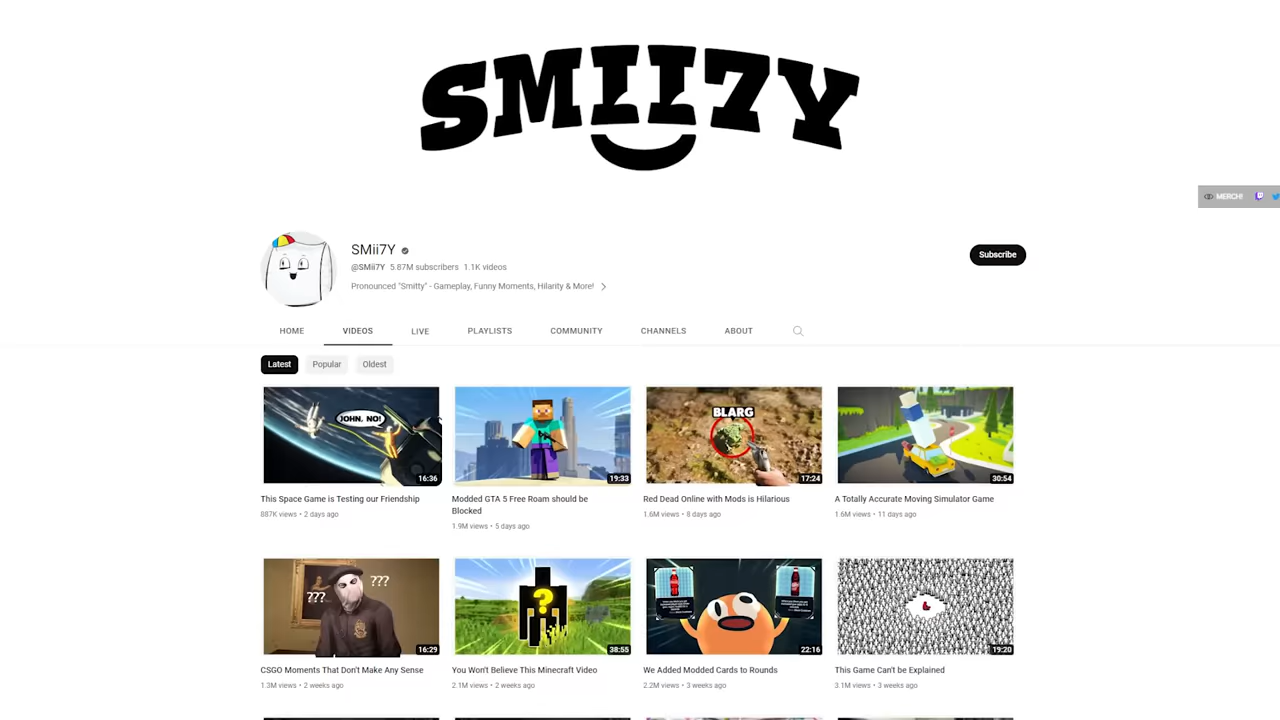 SMII7Y
MERCH!
SMii7Y
@SMii7Y 5.87M subscribers 1.1K videos
Pronounced "Smitty" - Gameplay, Funny Moments, Hilarity & More!
Subscribe
HOME VIDEOS LIVE PLAYLISTS COMMUNITY CHANNELS ABOUT
Latest Popular Oldest
JOHN, NO!
BLARG
16:36 19:33 17:24 30:54
This Space Game is Testing our Friendship
887K views • 2 days ago
Modded GTA 5 Free Roam should be
Blocked
1.9M views • 5 days ago
Red Dead Online with Mods is Hilarious
1.6M views • 8 days ago
A Totally Accurate Moving Simulator Game
1.6M views • 11 days ago
???
???
?
16:29 38:55 22:16 19:20
CSGO Moments That Don't Make Any Sense
1.3M views • 2 weeks ago
You Won't Believe This Minecraft Video
2.1M views • 2 weeks ago
We Added Modded Cards to Rounds
2.2M views • 3 weeks ago
This Game Can't be Explained
3.1M views • 3 weeks ago